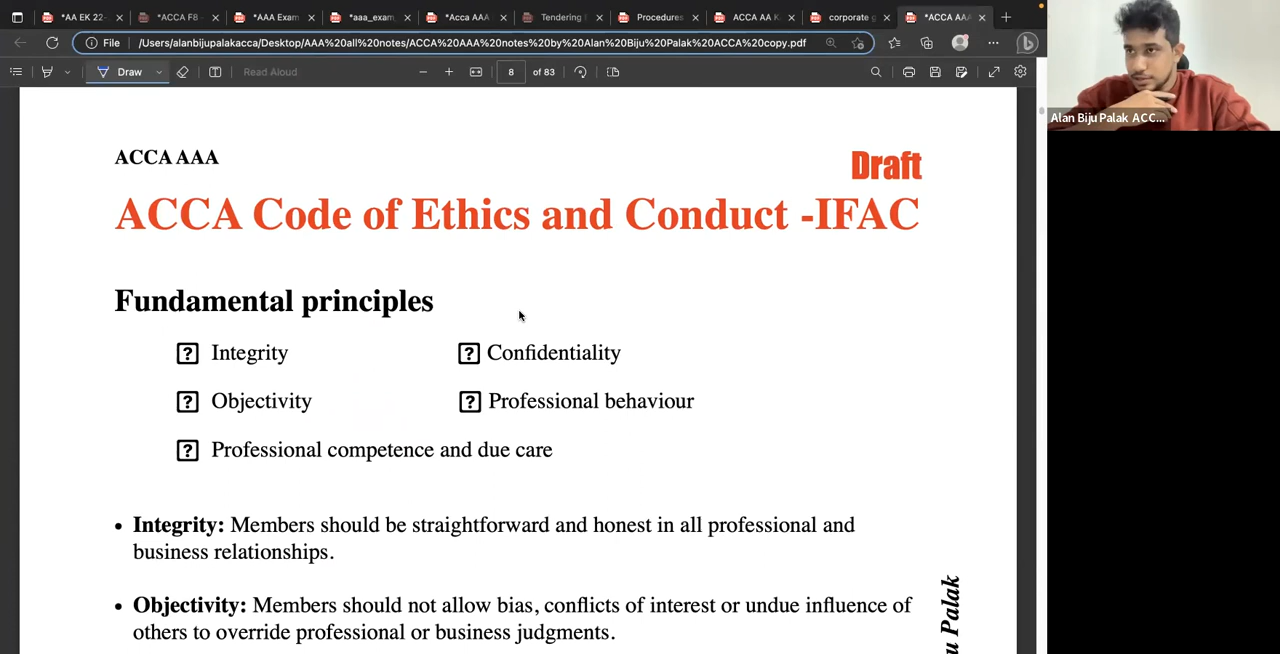 *AA EK 22-
*ACCA F8 -
*AAA Exam
*aaa_exam
*Acca AAA
Tendering
Procedures
ACCA AA K
corporate g
*ACCA AAA
File /Users/alanbijupalakacca/Desktop/AAA%20all%20notes/ACCA%20AAA%20notes%20by%20Alan%20Biju%20Palak%20ACCA%20copy.pdf
Draw Read Aloud 8 of 83
Alan Biju Palak ACC...
ACCA AAA
Draft
ACCA Code of Ethics and Conduct -IFAC
Fundamental principles
? Integrity ? Confidentiality
? Objectivity ? Professional behaviour
? Professional competence and due care
• Integrity: Members should be straightforward and honest in all professional and
business relationships.
• Objectivity: Members should not allow bias, conflicts of interest or undue influence of
others to override professional or business judgments.
u Palak